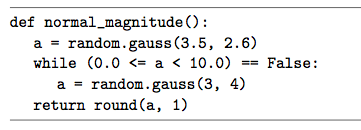 def normal_magnitude():
    a = random.gauss(3.5, 2.6)
    while (0.0 <= a < 10.0) == False:
        a = random.gauss(3, 4)
    return round(a, 1)